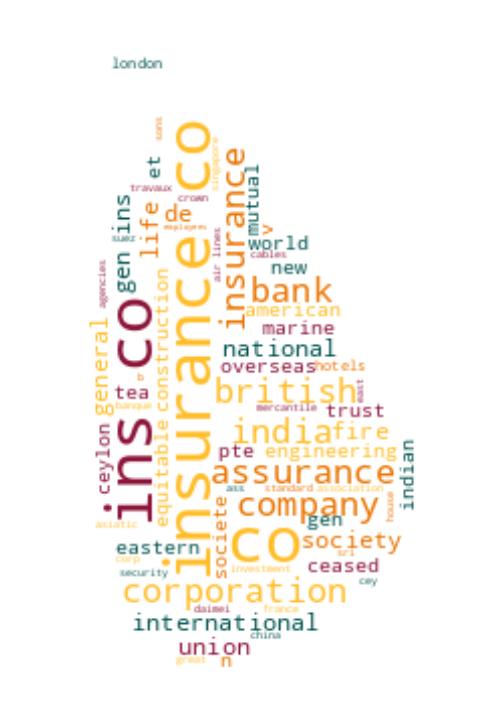 london
sons
insurance co
singapore
et
travaux
crown
insurance
mutual
ins
life
de
employees
v
gen
suez
world
cables
air lines
new
agencies
bank
american
ins co
construction
marine
general
national
overseas
hotels
b
tea
british
east
banque
mercantile
trust
india
fire
ceylon
equitable
pte
engineering
indian
assurance
ass
standard
association
company
house
asiatic
gen
societe
co
society
eastern
sri
corp
investment
ceased
security
cey
corporation
daimei
france
international
china
union
great
n